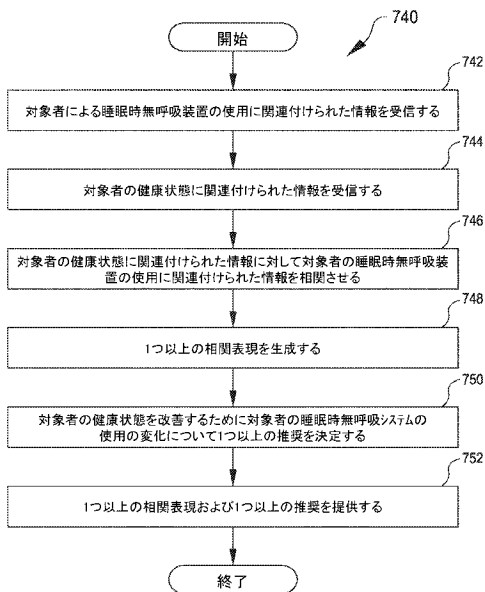 開始
740
742
対象者による睡眠時無呼吸装置の使用に関連付けられた情報を受信する
744
対象者の健康状態に関連付けられた情報を受信する
746
対象者の健康状態に関連付けられた情報に対して対象者の睡眠時無呼吸装
置の使用に関連付けられた情報を相関させる
748
1つ以上の相関表現を生成する
750
対象者の健康状態を改善するために対象者の睡眠時無呼吸システムの
使用の変化について1つ以上の推奨を決定する
752
1つ以上の相関表現および1つ以上の推奨を提供する
終了